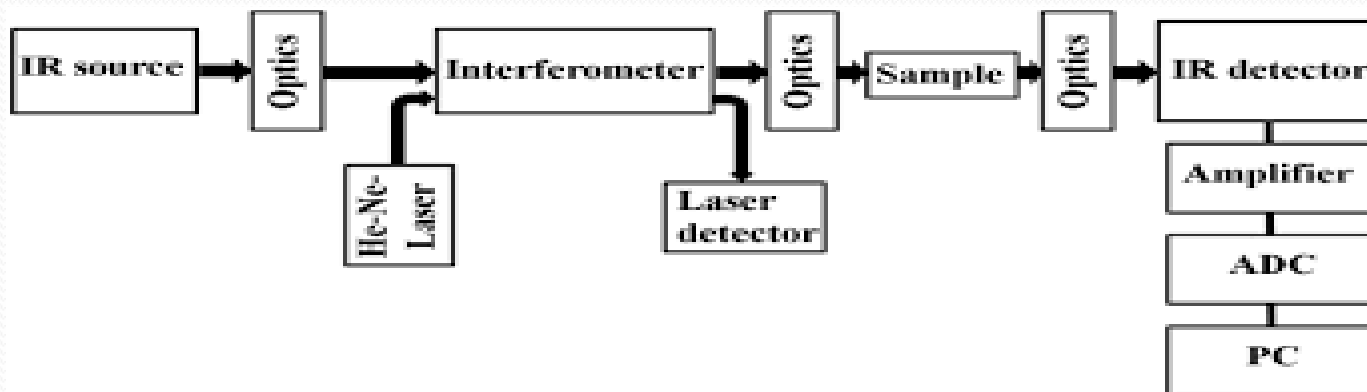 IR source
Optics
Interferometer
Optics
Sample
Optics
IR detector
He-Ne-
Laser
Laser
detector
Amplifier
ADC
PC